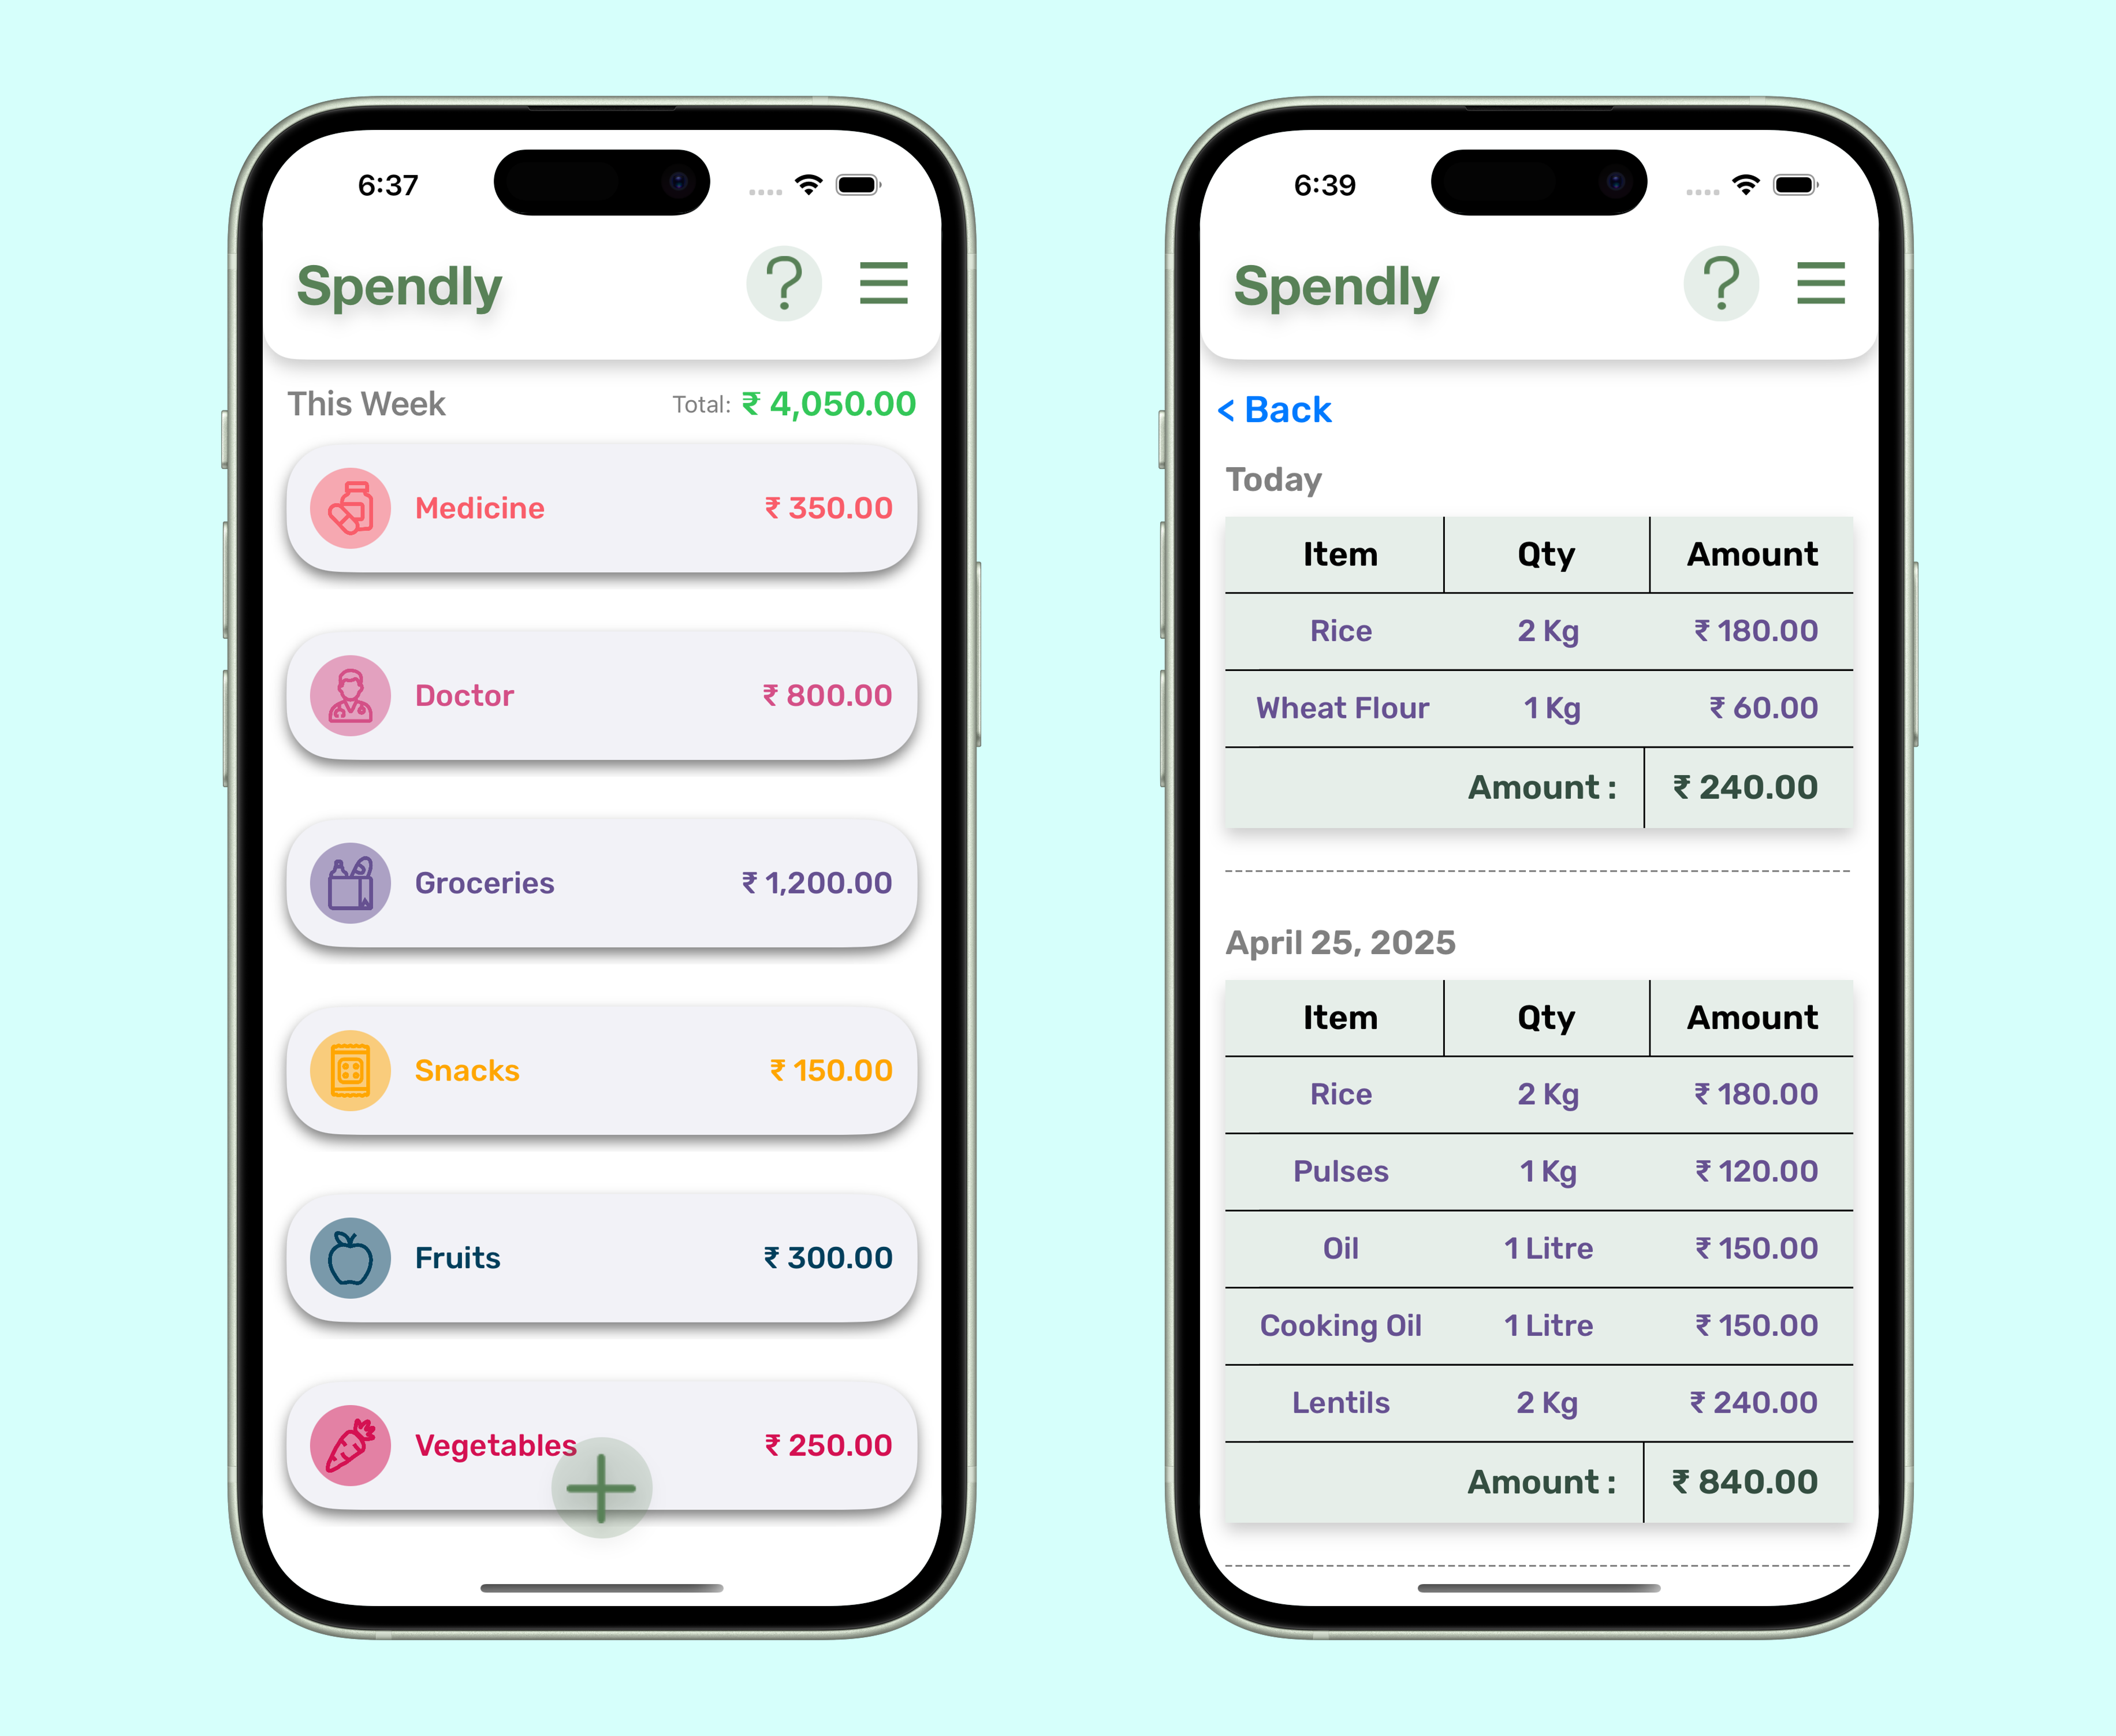 6:37
Spendly
?
This Week Total: ₹ 4,050.00
Medicine ₹ 350.00
Doctor ₹ 800.00
Groceries ₹ 1,200.00
Snacks ₹ 150.00
Fruits ₹ 300.00
Vegetables ₹ 250.00
6:39
Spendly
?
< Back
Today
Item Qty Amount
Rice 2 Kg ₹ 180.00
Wheat Flour 1 Kg ₹ 60.00
Amount : ₹ 240.00
April 25, 2025
Item Qty Amount
Rice 2 Kg ₹ 180.00
Pulses 1 Kg ₹ 120.00
Oil 1 Litre ₹ 150.00
Cooking Oil 1 Litre ₹ 150.00
Lentils 2 Kg ₹ 240.00
Amount : ₹ 840.00